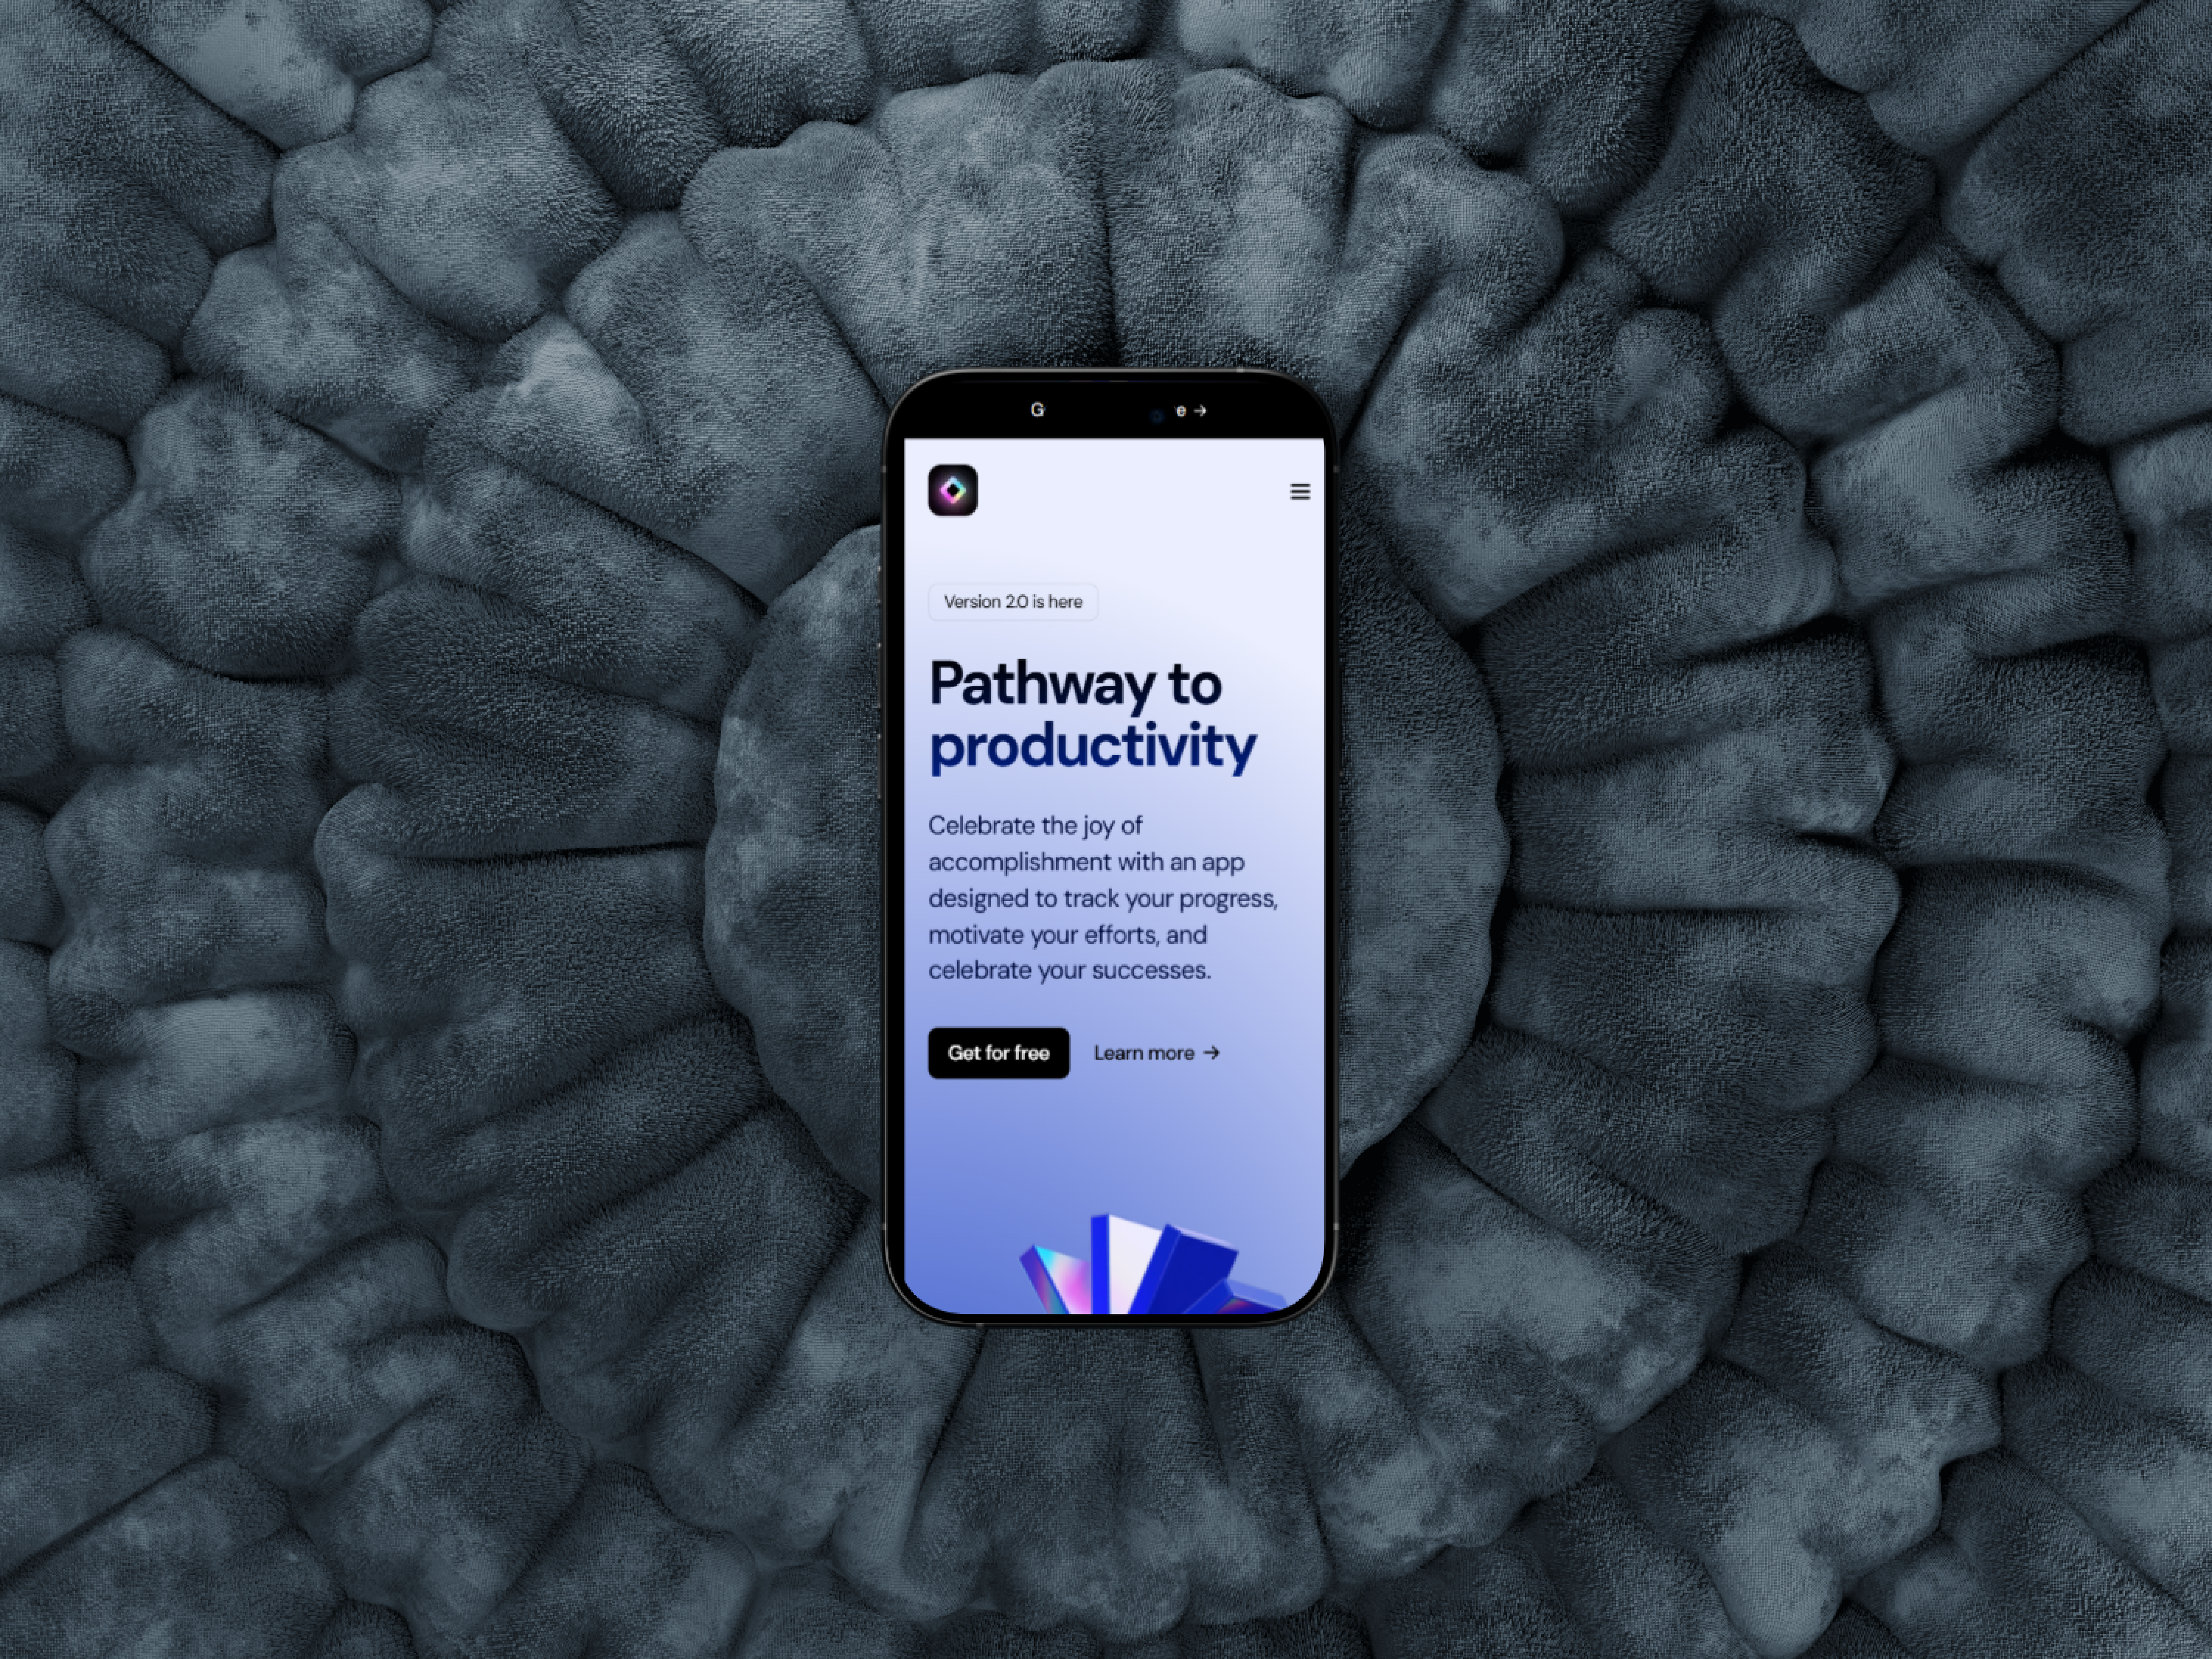 G e →
Version 2.0 is here
Pathway to
productivity
Celebrate the joy of
accomplishment with an app
designed to track your progress,
motivate your efforts, and
celebrate your successes.
Get for free Learn more →